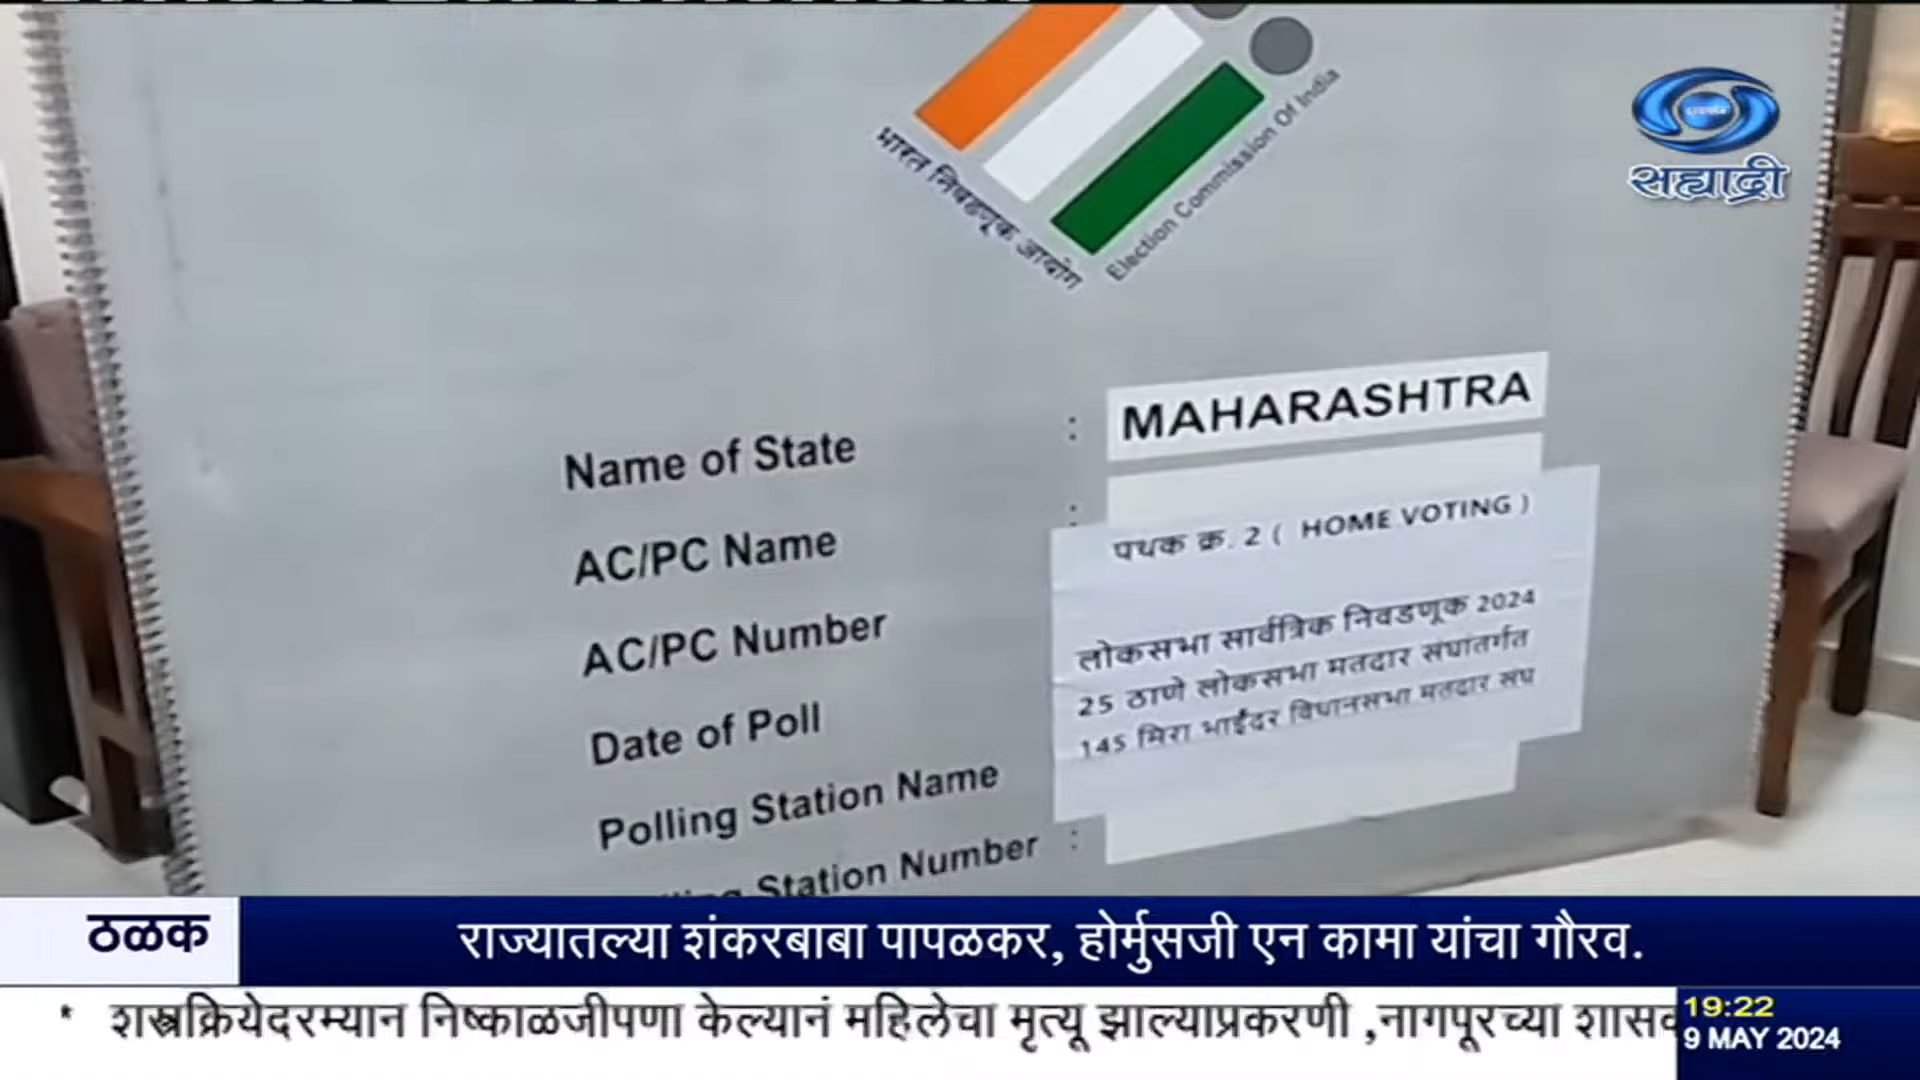 भारत निवडणूक आयोग
Election Commission Of India
सह्याद्री
Name of State : MAHARASHTRA
AC/PC Name :
पथक क्र. 2 ( HOME VOTING )
AC/PC Number
लोकसभा सार्वत्रिक निवडणूक 2024
25 ठाणे लोकसभा मतदार संघांतर्गत
145 मिरा भाईंदर विधानसभा मतदार संघ
Date of Poll
Polling Station Name
Station Number :
ठळक
राज्यातल्या शंकरबाबा पापळकर, होर्मुसजी एन कामा यांचा गौरव.
* शस्त्रक्रियेदरम्यान निष्काळजीपणा केल्यानं महिलेचा मृत्यू झाल्याप्रकरणी ,नागपूरच्या
19:22
9 MAY 2024